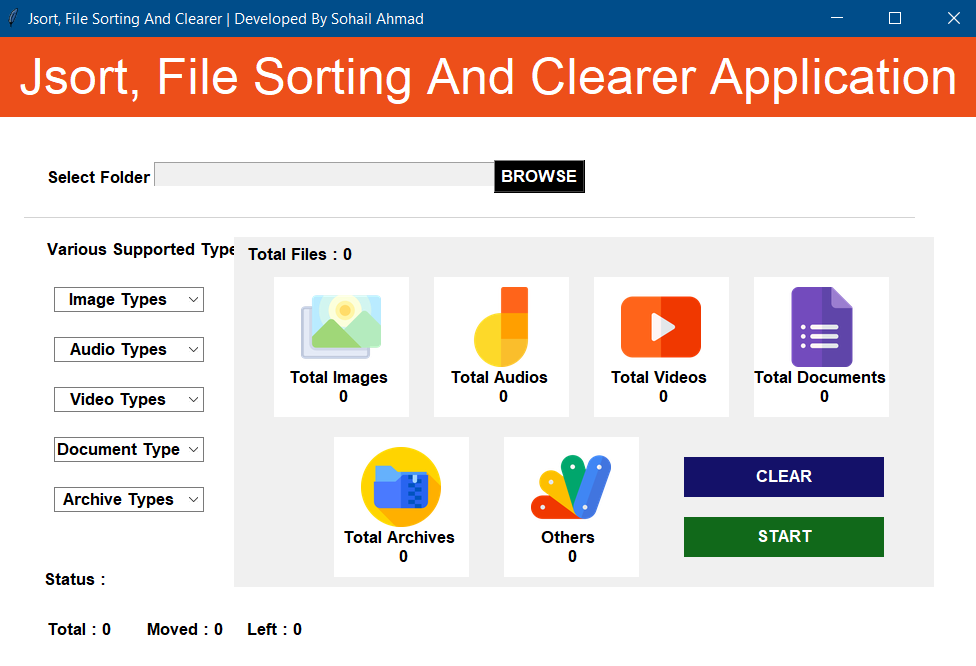 Jsort, File Sorting And Clearer | Developed By Sohail Ahmad
Jsort, File Sorting And Clearer Application
Select Folder
BROWSE
Various Supported Type
Total Files : 0
Image Types
Audio Types
Video Types
Document Type
Archive Types
Total Images
0
Total Audios
0
Total Videos
0
Total Documents
0
Total Archives
0
Others
0
CLEAR
START
Status :
Total : 0
Moved : 0
Left : 0